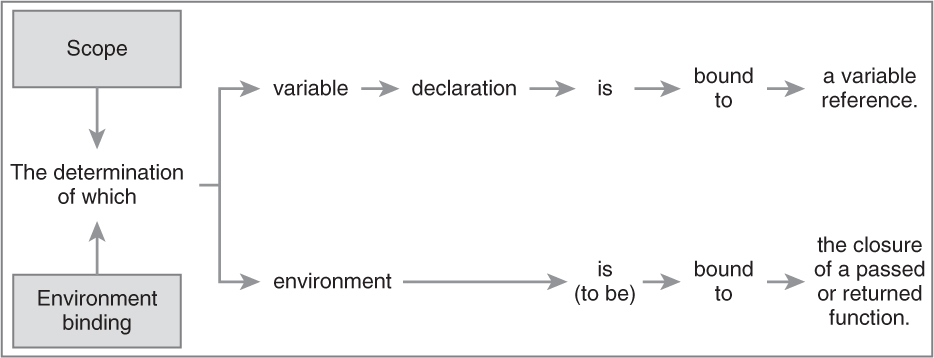 Scope
The determination
of which
Environment
binding
variable
declaration
is
bound
to
a variable
reference.
environment
is
(to be)
bound
to
the closure
of a passed
or returned
function.